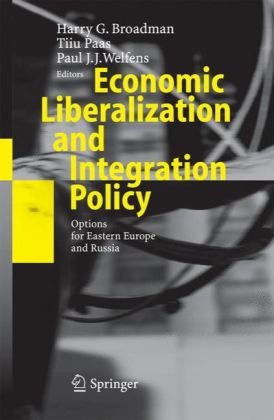 Harry G. Broadman
Tiiu Paas
Paul J.J. Welfens
Editors
Economic
Liberalization
and
Integration
Policy
Options
for Eastern Europe
and Russia
Springer